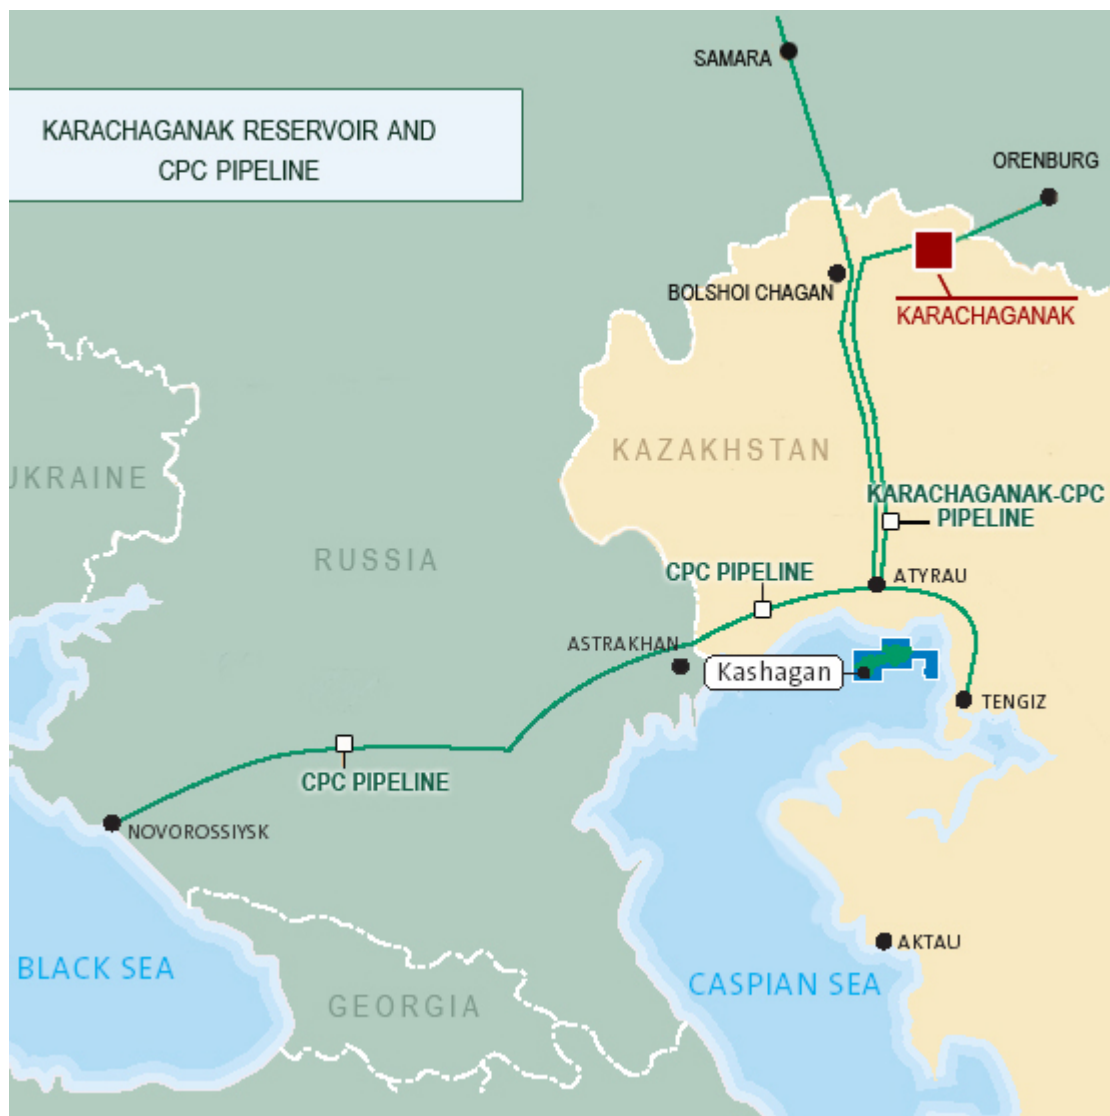 SAMARA
KARACHAGANAK RESERVOIR AND
CPC PIPELINE
ORENBURG
BOLSHOI CHAGAN
KARACHAGANAK
KAZAKHSTAN
UKRAINE
KARACHAGANAK-CPC
PIPELINE
RUSSIA
CPC PIPELINE
ATYRAU
ASTRAKHAN
Kashagan
TENGIZ
CPC PIPELINE
NOVOROSSIYSK
AKTAU
BLACK SEA
CASPIAN SEA
GEORGIA